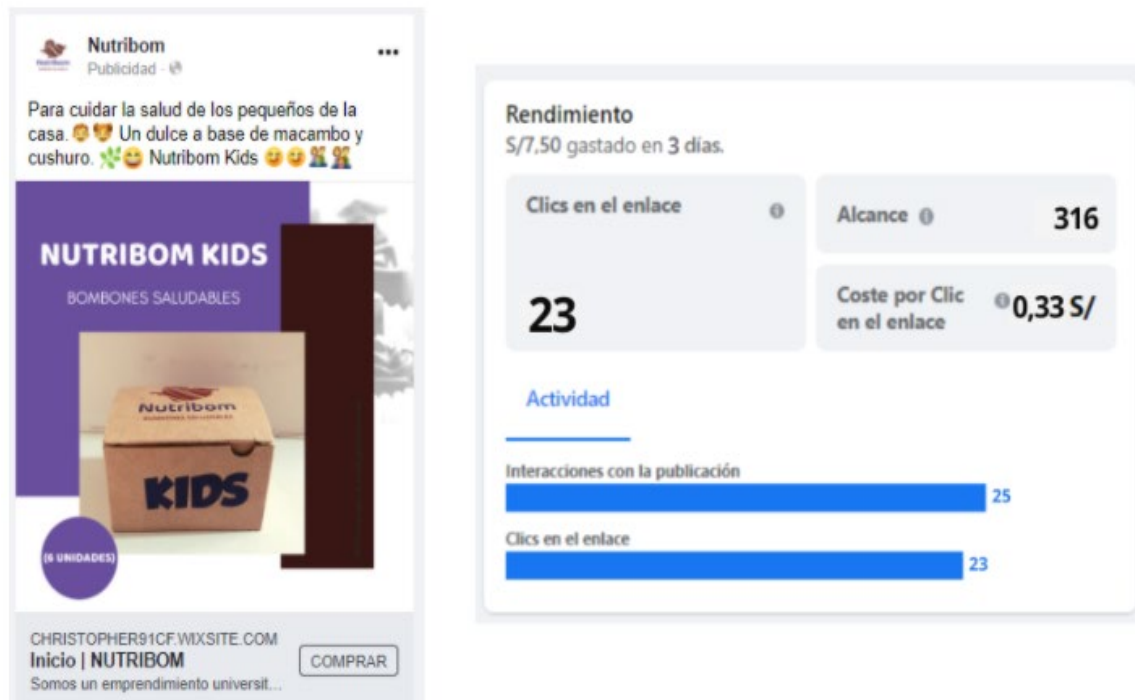 Nutribom
Publicidad ·
Para cuidar la salud de los pequeños de la
casa. Un dulce a base de macambo y
cushuro. Nutribom Kids
NUTRIBOM KIDS
BOMBONES SALUDABLES
Nutribom
KIDS
(6 UNIDADES)
CHRISTOPHER91CF.WIXSITE.COM
Inicio | NUTRIBOM
Somos un emprendimiento universit...
COMPRAR
Rendimiento
S/7,50 gastado en 3 días.
Clics en el enlace
23
Alcance
316
Coste por Clic
en el enlace
0,33 S/
Actividad
Interacciones con la publicación
25
Clics en el enlace
23